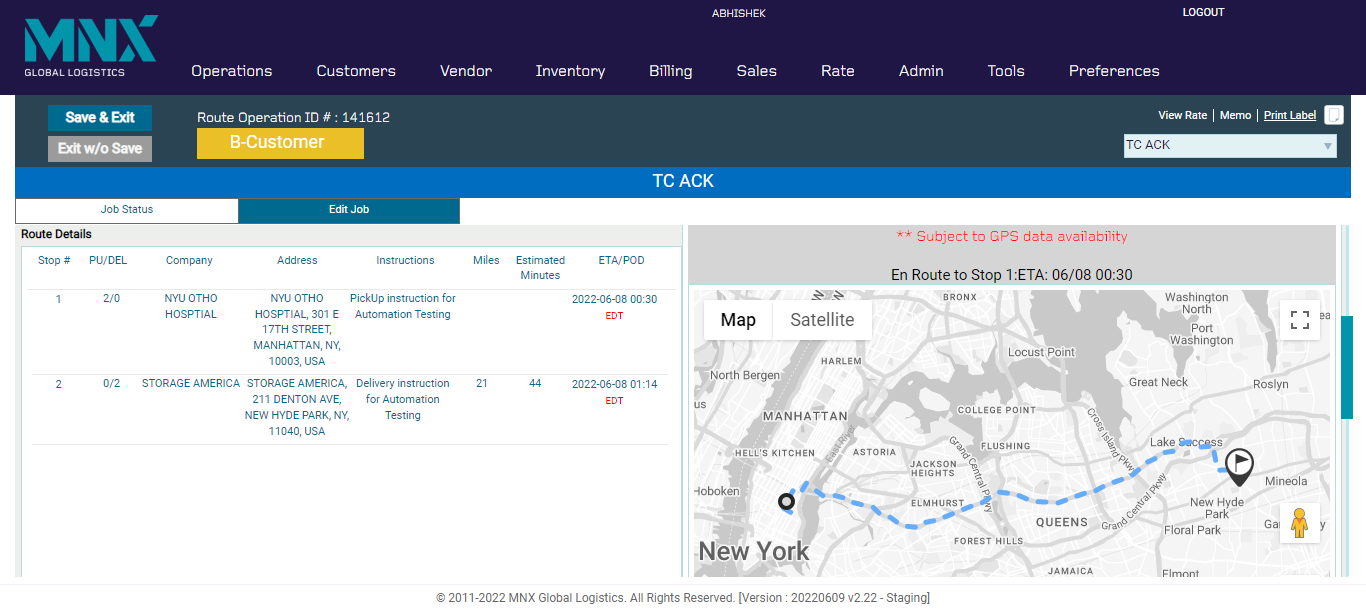 ABHISHEK
LOGOUT
MNX
GLOBAL LOGISTICS
Operations Customers Vendor Inventory Billing Sales Rate Admin Tools Preferences
Save & Exit
Exit w/o Save
Route Operation ID # : 141612
B-Customer
View Rate | Memo | Print Label
TC ACK
TC ACK
Job Status
Edit Job
Route Details
Stop # PU/DEL Company Address Instructions Miles Estimated ETA/POD
Minutes
1 2/0 NYU OTHO NYU OTHO PickUp instruction for 2022-06-08 00:30
HOSPTIAL HOSPTIAL, 301 E Automation Testing EDT
17TH STREET,
MANHATTAN, NY,
10003, USA
2 0/2 STORAGE AMERICA STORAGE AMERICA, Delivery instruction 21 44 2022-06-08 01:14
211 DENTON AVE, for Automation EDT
NEW HYDE PARK, NY, Testing
11040, USA
** Subject to GPS data availability
En Route to Stop 1:ETA: 06/08 00:30
Map
Satellite
BRONX
Washington
North
Port
Washington
ea
HARLEM
Locust Point
North Bergen
Great Neck
Roslyn
us
MANHATTAN
COLLEGE POINT
Cross Island Pkwy
East River
FLUSHING
Lake Success
HELL'S KITCHEN
ASTORIA
Grand Central Pkwy
JACKSON
HEIGHTS
Mineola
Hoboken
ELMHURST
Grand Central Pkwy
New Hyde
Park
QUEENS
Floral Park
Ga
y
New York
FOREST HILLS
JAMAICA
Elmont
© 2011-2022 MNX Global Logistics. All Rights Reserved. [Version : 20220609 v2.22 - Staging]